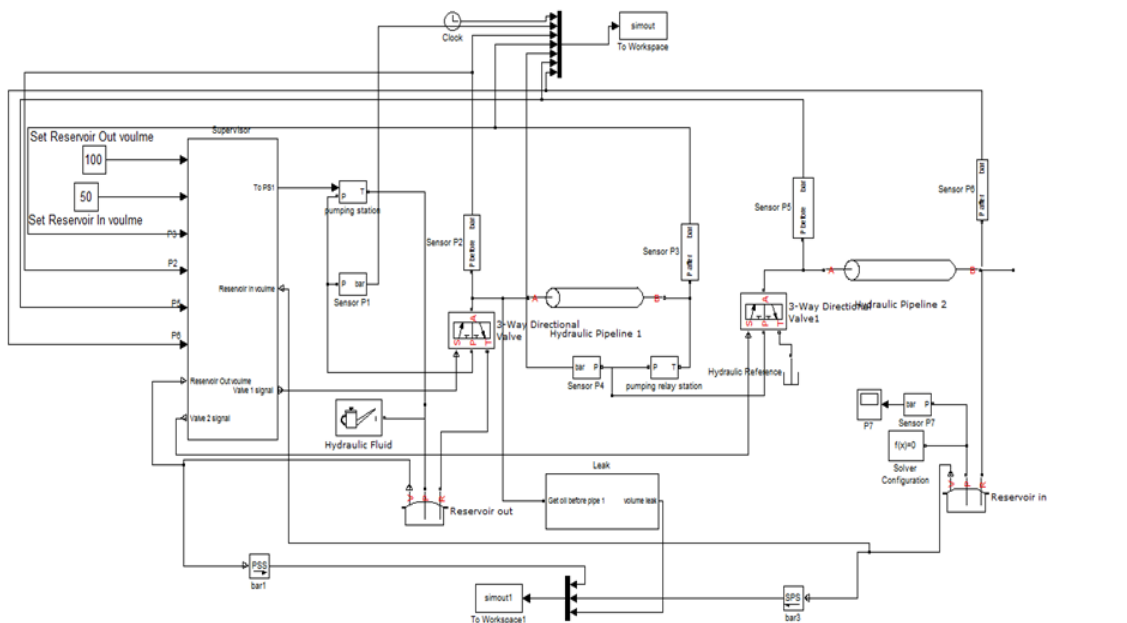 Clock
simout
To Workspace
Set Reservoir Out voulme
Supervisor
100
50
Set Reservoir In voulme
To PS1
P T
pumping station
P3
P2
P5
P6
Reservoir in voulme
Reservoir Out voulme
Valve 1 signal
Valve 2 signal
P bar
Sensor P1
bar
P before
Sensor P2
bar
P after
Sensor P3
bar
P before
Sensor P5
bar
P after
Sensor P6
A B
Hydraulic Pipeline 1
A B
Hydraulic Pipeline 2
A
S P T
3-Way Directional
Valve
A
S P T
3-Way Directional
Valve1
bar P
Sensor P4
P T
pumping relay station
Hydraulic Reference
Hydraulic Fluid
P7
bar P
Sensor P7
f(x)=0
Solver
Configuration
V P R
Reservoir out
V P R
Reservoir in
Leak
Get oil before pipe 1
volume leak
PSS
bar1
simout1
To Workspace1
SPS
bar3